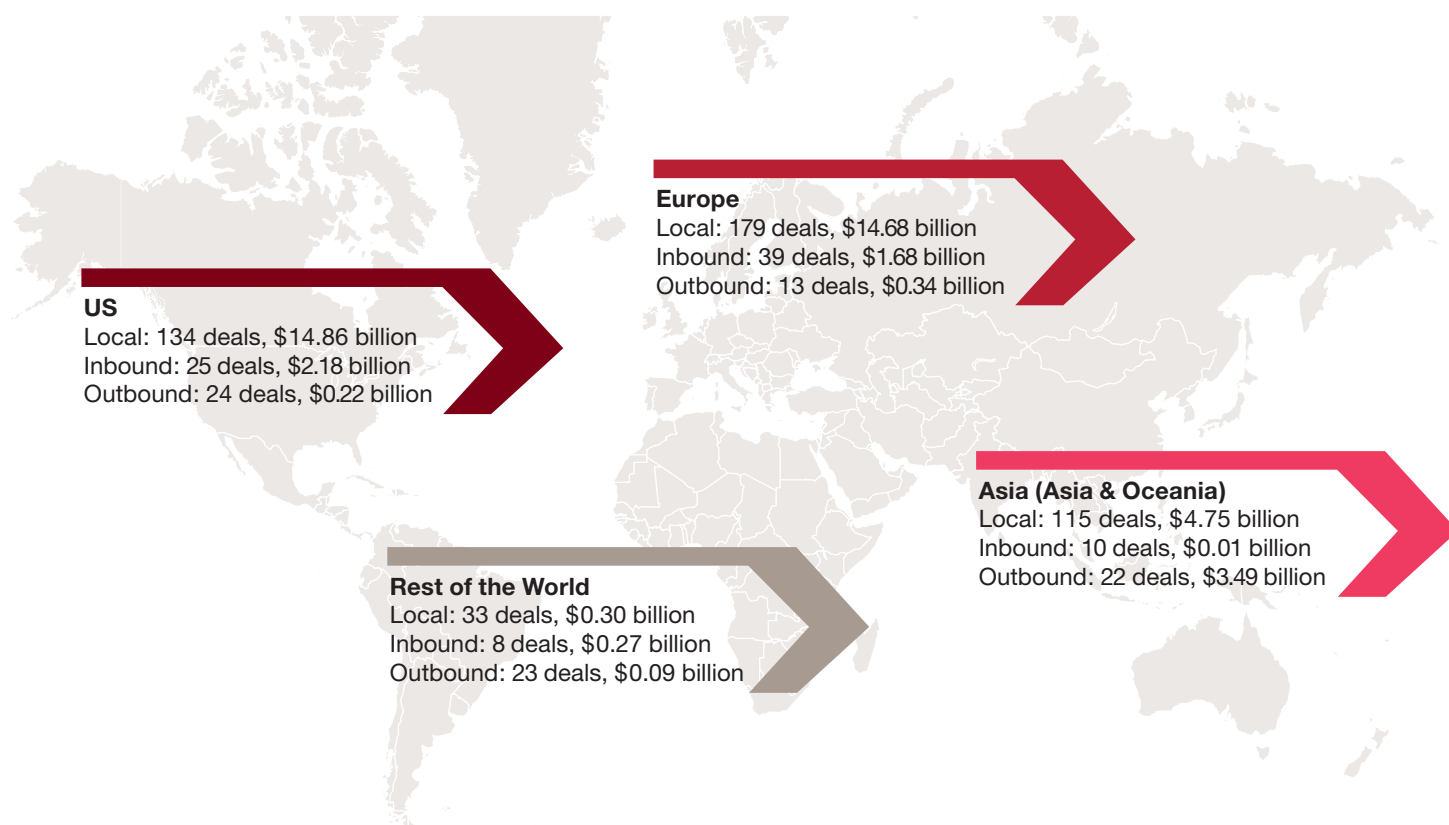 Europe
Local: 179 deals, $14.68 billion
Inbound: 39 deals, $1.68 billion
Outbound: 13 deals, $0.34 billion
US
Local: 134 deals, $14.86 billion
Inbound: 25 deals, $2.18 billion
Outbound: 24 deals, $0.22 billion
Asia (Asia & Oceania)
Local: 115 deals, $4.75 billion
Inbound: 10 deals, $0.01 billion
Outbound: 22 deals, $3.49 billion
Rest of the World
Local: 33 deals, $0.30 billion
Inbound: 8 deals, $0.27 billion
Outbound: 23 deals, $0.09 billion